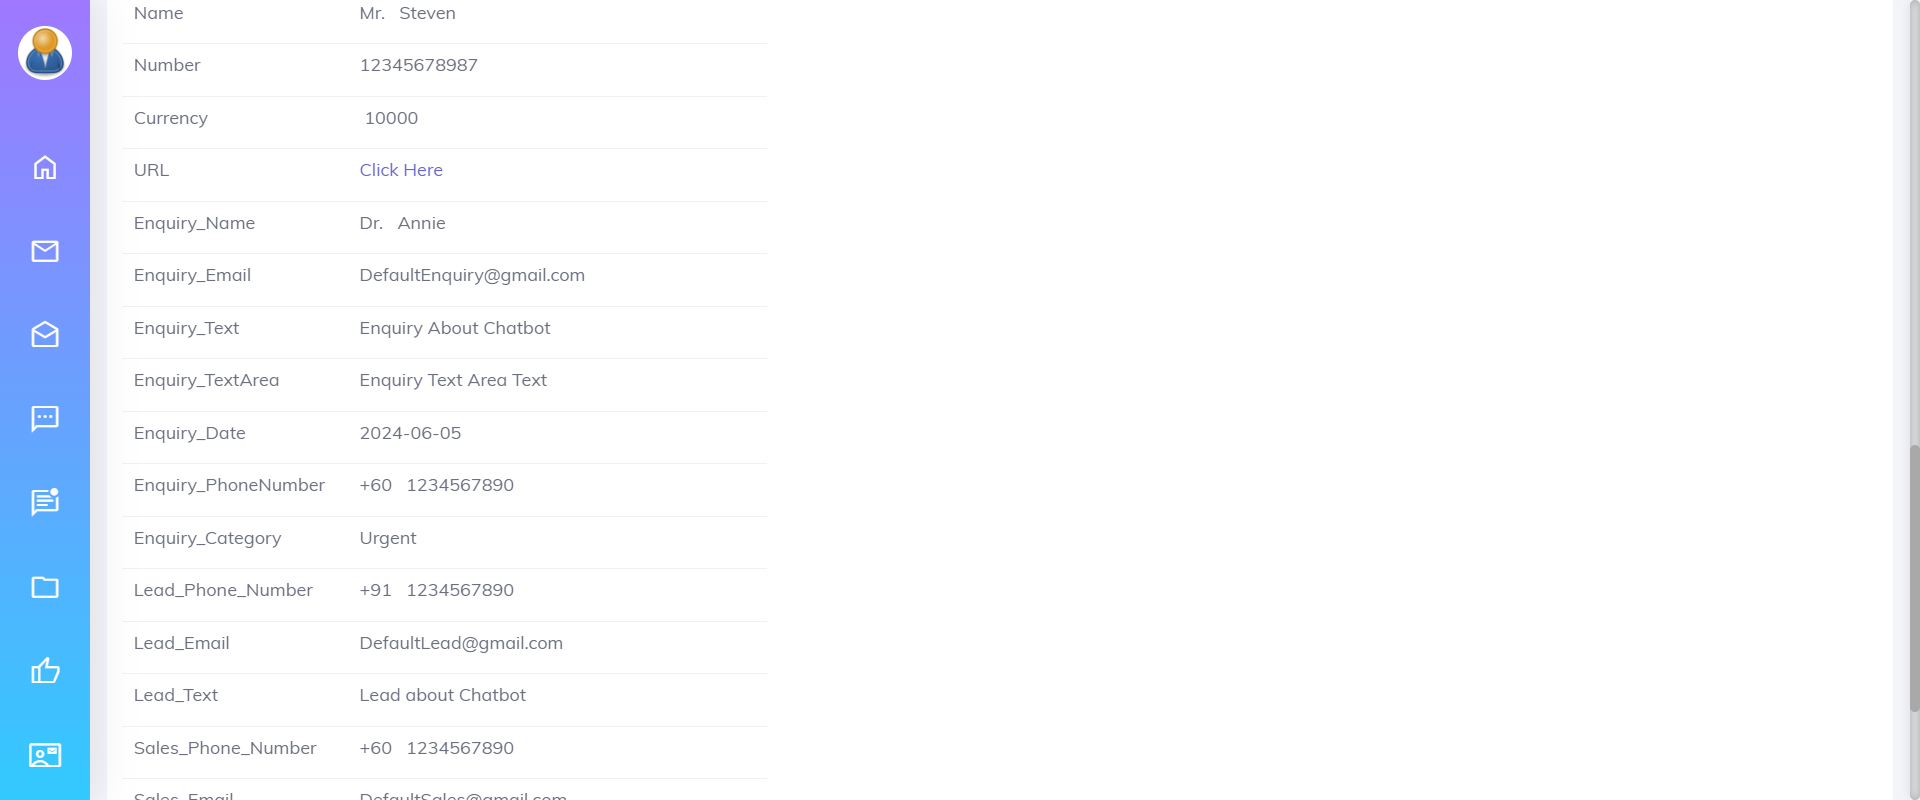 Name Mr. Steven
Number 12345678987
Currency 10000
URL Click Here
Enquiry_Name Dr. Annie
Enquiry_Email DefaultEnquiry@gmail.com
Enquiry_Text Enquiry About Chatbot
Enquiry_TextArea Enquiry Text Area Text
Enquiry_Date 2024-06-05
Enquiry_PhoneNumber +60 1234567890
Enquiry_Category Urgent
Lead_Phone_Number +91 1234567890
Lead_Email DefaultLead@gmail.com
Lead_Text Lead about Chatbot
Sales_Phone_Number +60 1234567890
Sales_Email DefaultSales@gmail.com